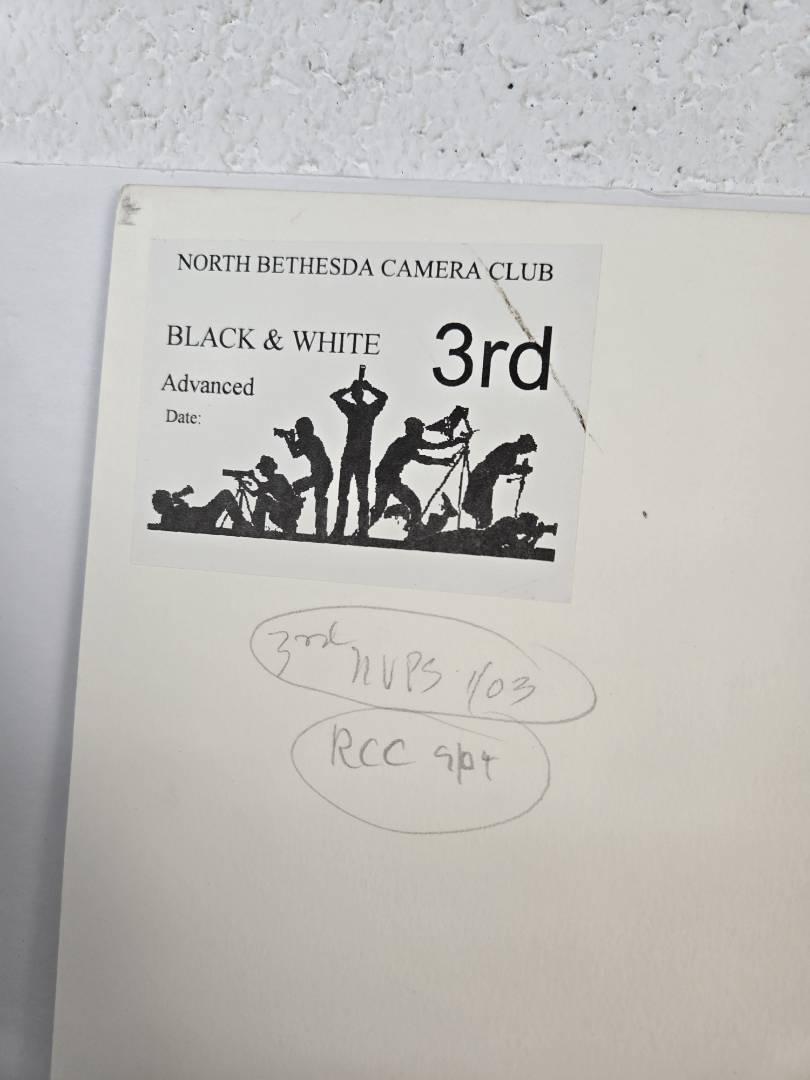 NORTH BETHESDA CAMERA CLUB
BLACK & WHITE
3rd
Advanced
Date:
3rd
NVPS 1/03
RCC 9/04